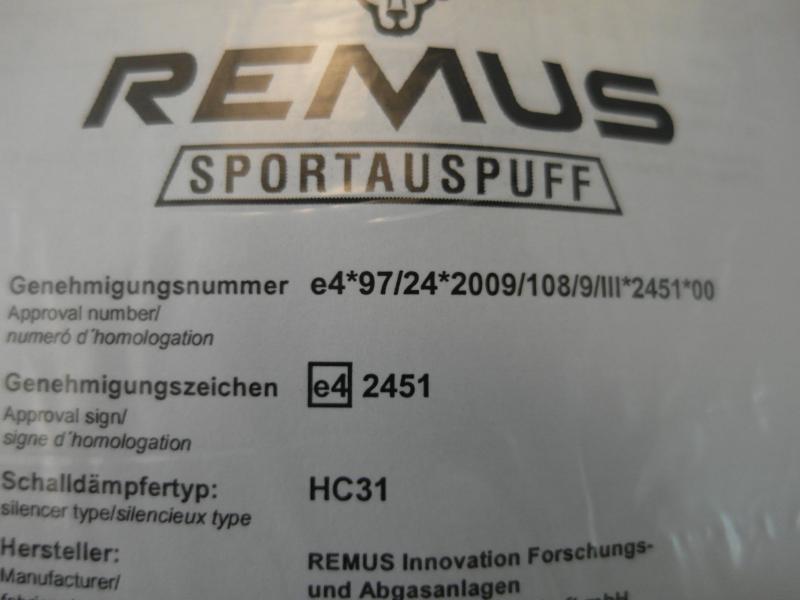 REMUS
SPORTAUSPUFF
Genehmigungsnummer e4*97/24*2009/108/9/III*2451*00
Approval number/
numeró d´homologation
Genehmigungszeichen e4 2451
Approval sign/
signe d´homologation
Schalldämpfertyp: HC31
silencer type/silencieux type
Hersteller: REMUS Innovation Forschungs-
Manufacturer/ und Abgasanlagen